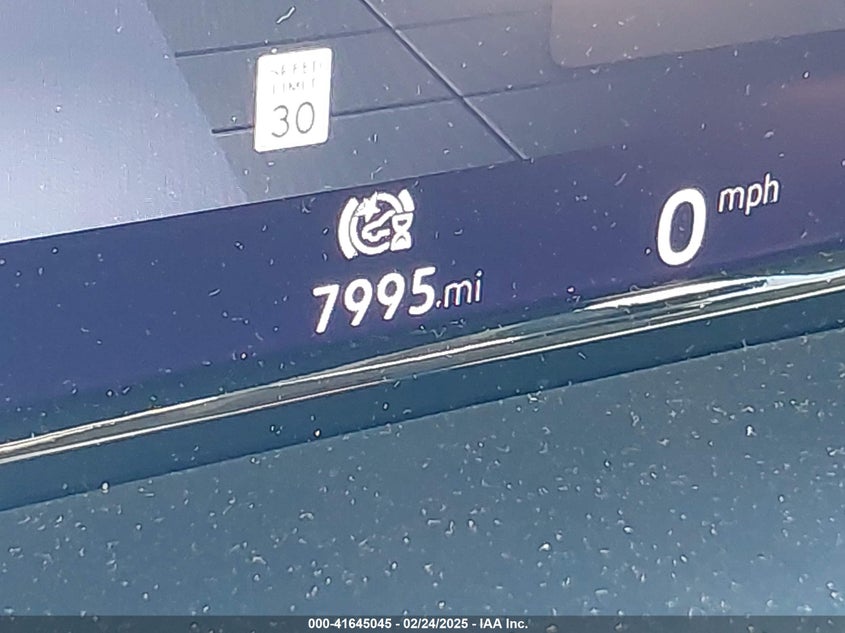 SPEED
LIMIT
30
7995.mi
0 mph
000-41645045 - 02/24/2025 - IAA Inc.